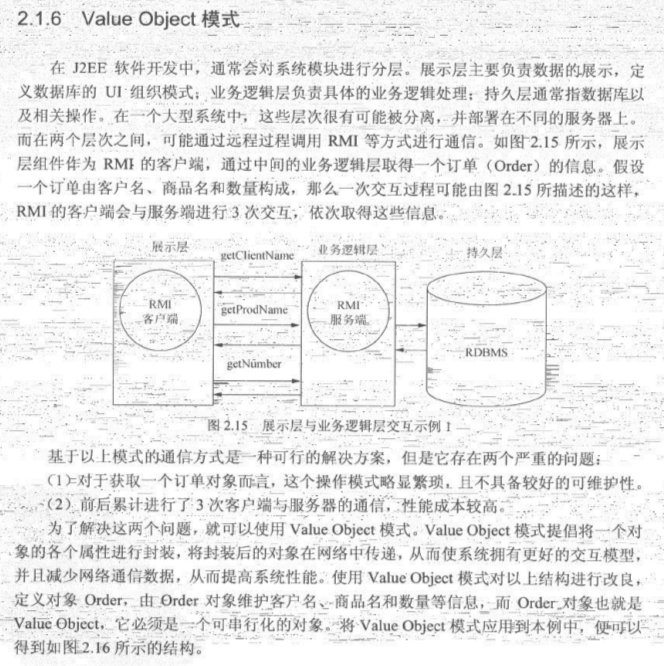 2.1.6 Value Object 模式
在 J2EE 软件开发中，通常会对系统模块进行分层。展示层主要负责数据的展示，定
义数据库的 UI 组织模式；业务逻辑层负责具体的业务逻辑处理；持久层通常指数据库以
及相关操作。在一个大型系统中，这些层次很有可能被分离，并部署在不同的服务器上。
而在两个层次之间，可能通过远程过程调用 RMI 等方式进行通信。如图 2.15 所示，展示
层组件作为 RMI 的客户端，通过中间的业务逻辑层取得一个订单（Order）的信息。假设
一个订单由客户名、商品名和数量构成，那么一次交互过程可能由图 2.15 所描述的这样，
RMI 的客户端会与服务端进行 3 次交互，依次取得这些信息。
展示层
业务逻辑层
持久层
getClientName
RMI
客户端
getProdName
RMI
服务端
RDBMS
getNumber
图 2.15 展示层与业务逻辑层交互示例 1
基于以上模式的通信方式是一种可行的解决方案，但是它存在两个严重的问题：
（1）对于获取一个订单对象而言，这个操作模式略显繁琐，且不具备较好的可维护性。
（2）前后累计进行了 3 次客户端与服务器的通信，性能成本较高。
为了解决这两个问题，就可以使用 Value Object 模式。Value Object 模式提倡将一个对
象的各个属性进行封装，将封装后的对象在网络中传递，从而使系统拥有更好的交互模型，
并且减少网络通信数据，从而提高系统性能。使用 Value Object 模式对以上结构进行改良，
定义对象 Order，由 Order 对象维护客户名、商品名和数量等信息，而 Order 对象也就是
Value Object，它必须是一个可串行化的对象。将 Value Object 模式应用到本例中，便可以
得到如图 2.16 所示的结构。